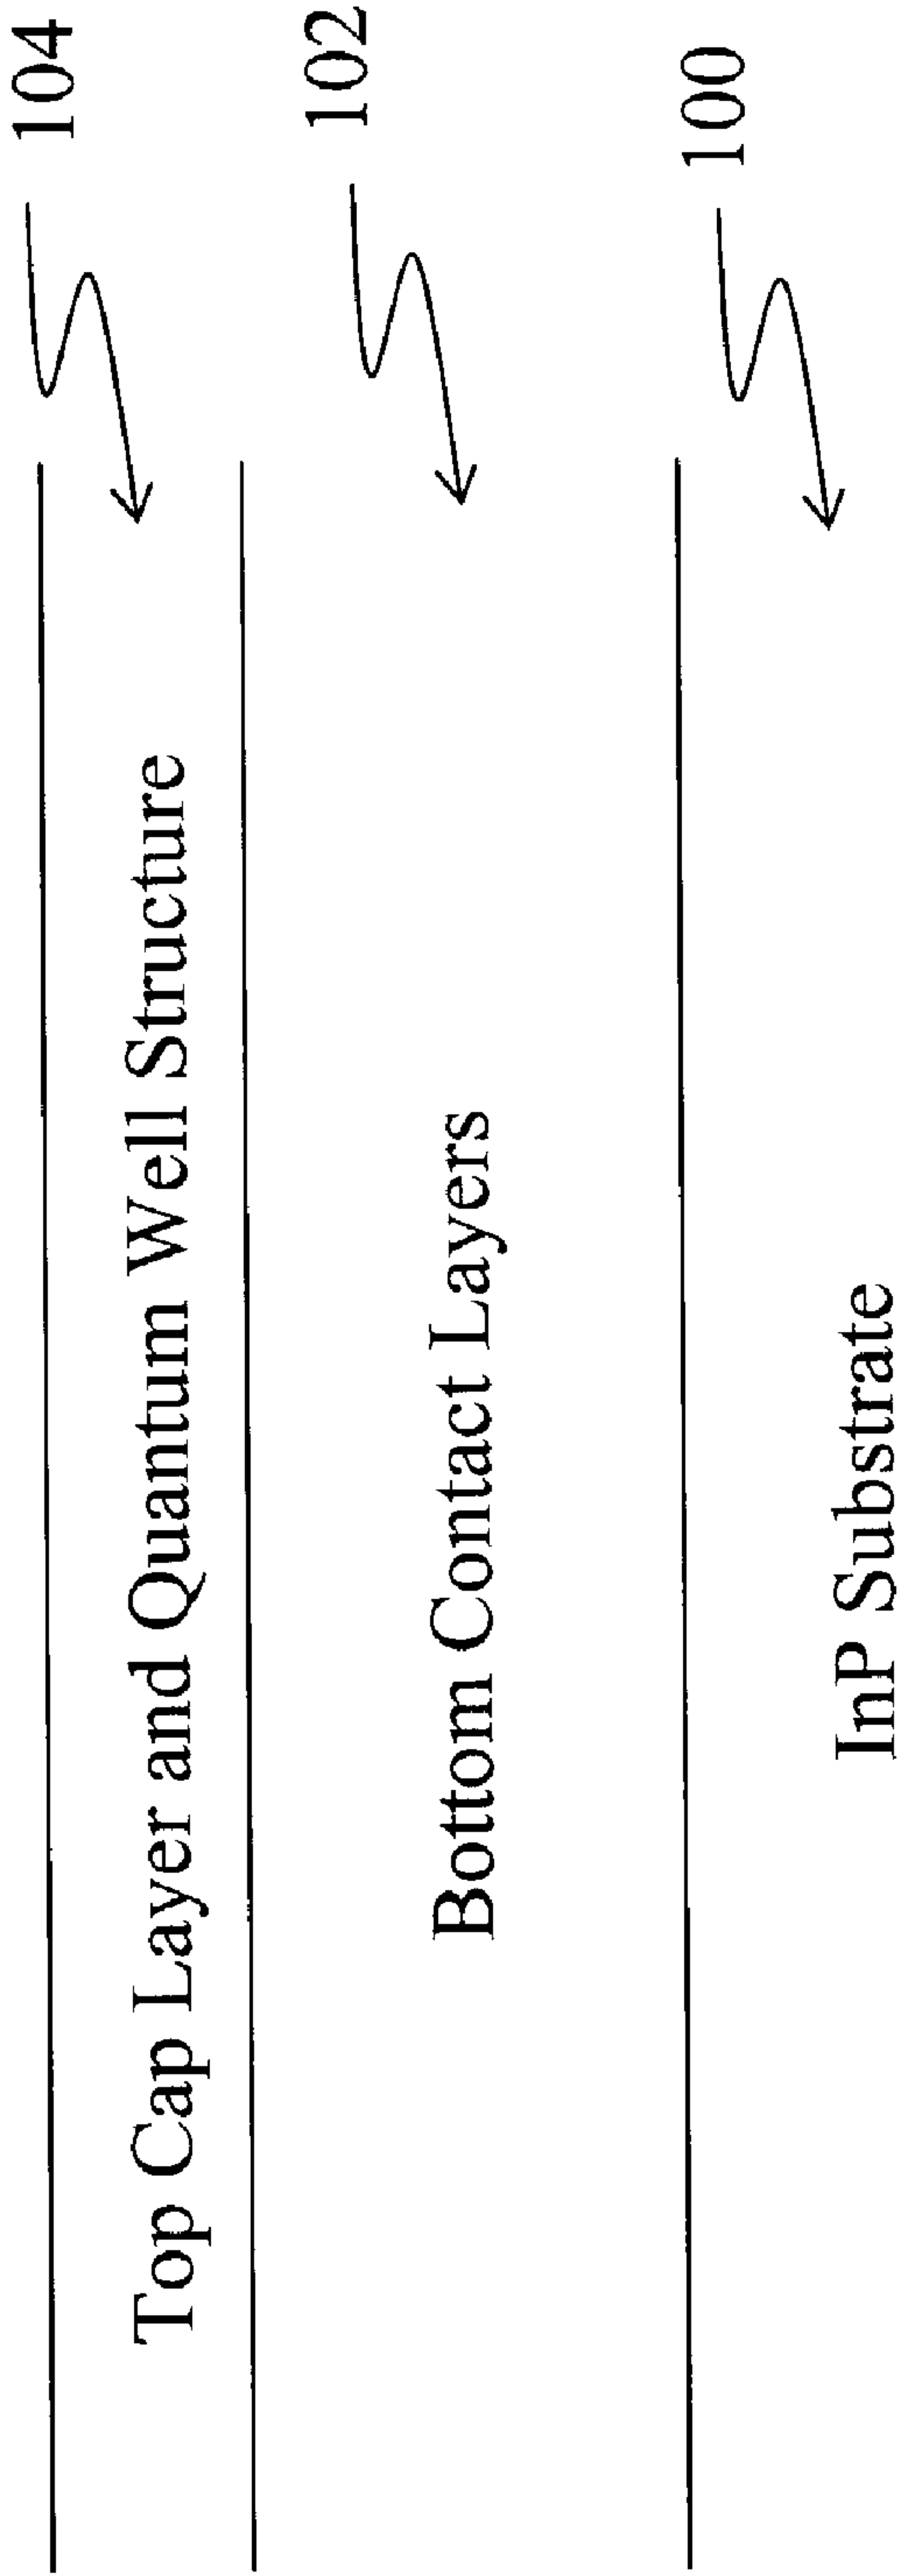 104
Top Cap Layer and Quantum Well Structure
102
Bottom Contact Layers
100
InP Substrate